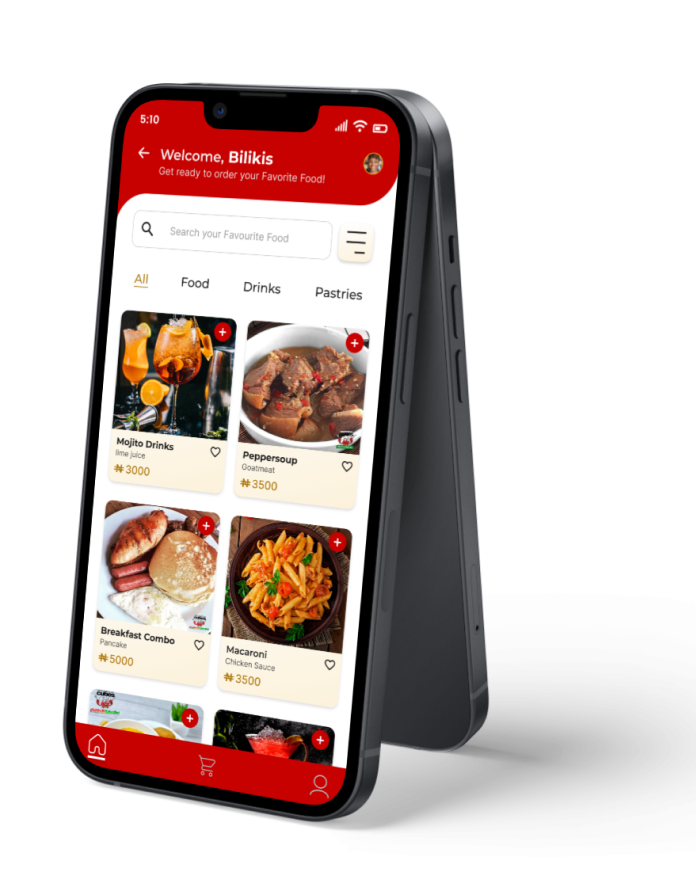 5:10
Welcome, Bilikis
Get ready to order your Favorite Food!
Search your Favourite Food
All Food Drinks Pastries
Mojito Drinks
lime juice
₦3000
Peppersoup
Goatmeat
₦3500
Breakfast Combo
Pancake
₦5000
Macaroni
Chicken Sauce
₦3500